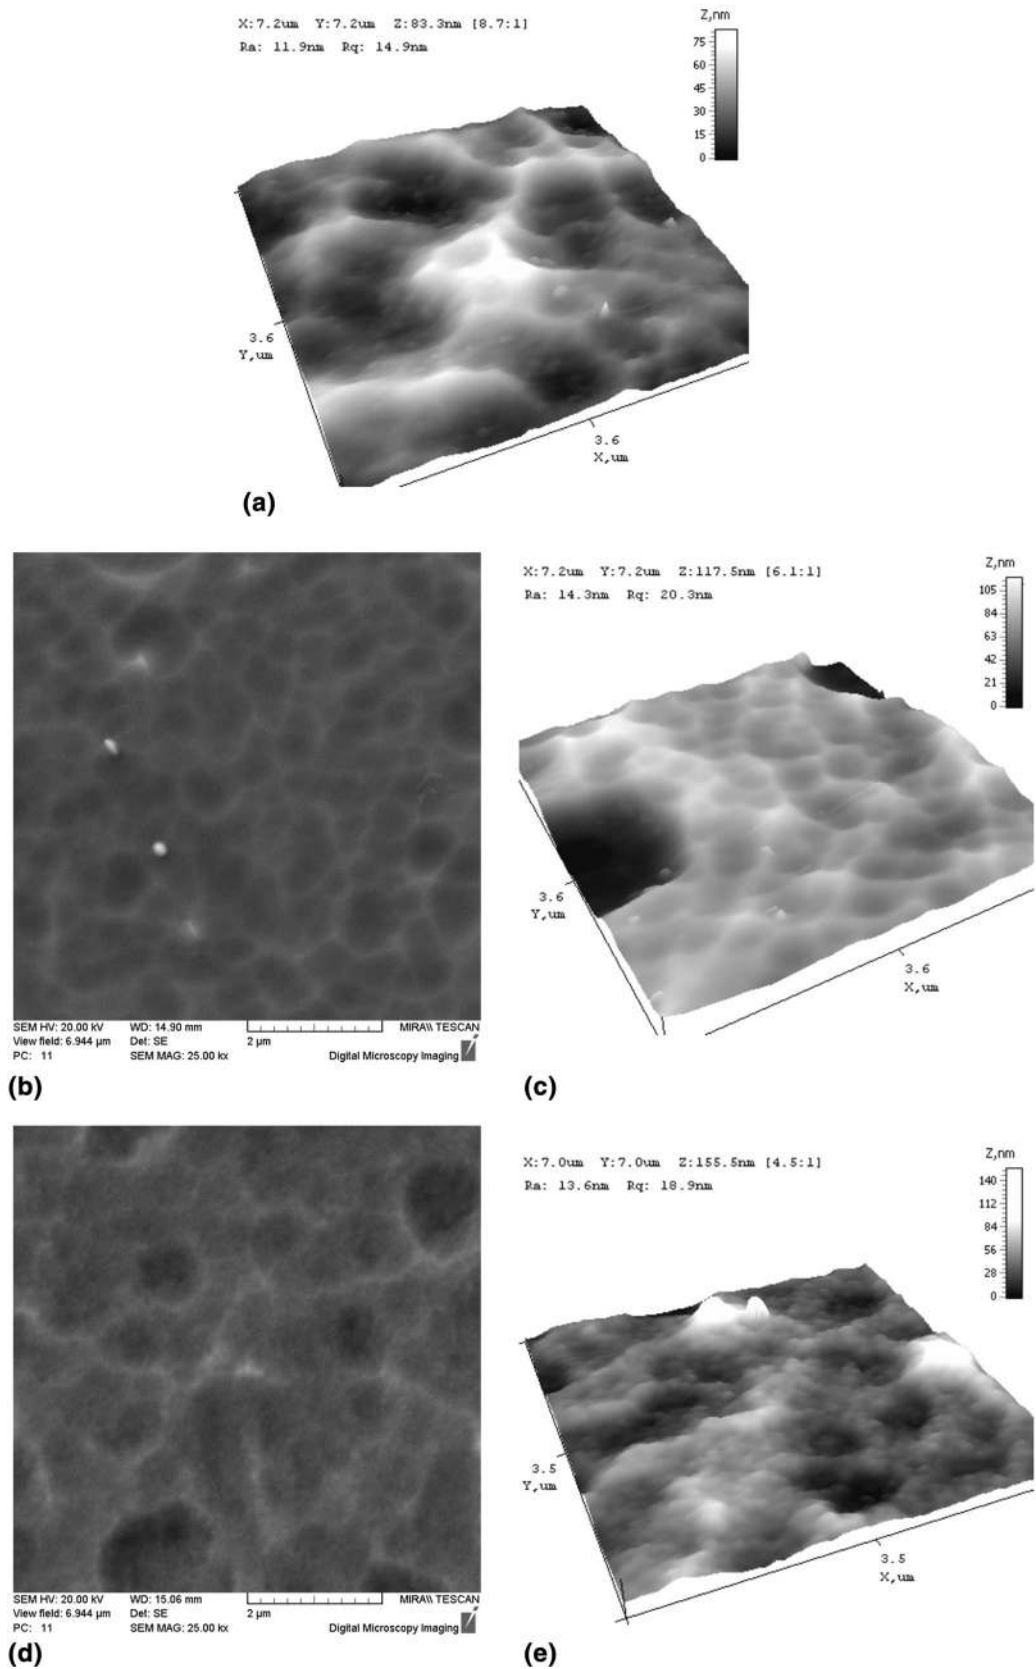 X:7.2um Y:7.2um Z:83.3nm [8.7:1]
Ra: 11.9nm Rq: 14.9nm
Z,nm
75
60
45
30
15
0
3.6
Y,um
3.6
X,um
(a)
SEM HV: 20.00 kV WD: 14.90 mm MIRA\\ TESCAN
View field: 6.944 µm Det: SE 2 µm
PC: 11 SEM MAG: 25.00 kx Digital Microscopy Imaging
(b)
X:7.2um Y:7.2um Z:117.5nm [6.1:1]
Ra: 14.3nm Rq: 20.3nm
Z,nm
105
84
63
42
21
0
3.6
Y,um
3.6
X,um
(c)
SEM HV: 20.00 kV WD: 15.06 mm MIRA\\ TESCAN
View field: 6.944 µm Det: SE 2 µm
PC: 11 SEM MAG: 25.00 kx Digital Microscopy Imaging
(d)
X:7.0um Y:7.0um Z:155.5nm [4.5:1]
Ra: 13.6nm Rq: 18.9nm
Z,nm
140
112
84
56
28
0
3.5
Y,um
3.5
X,um
(e)